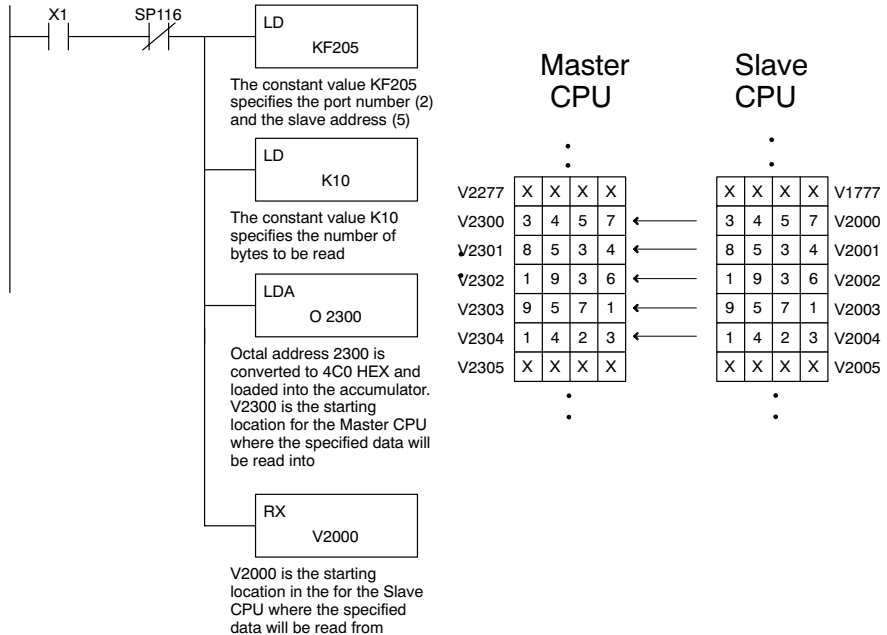 X1
SP116
LD
KF205
The constant value KF205
specifies the port number (2)
and the slave address (5)
LD
K10
The constant value K10
specifies the number of
bytes to be read
LDA
O 2300
Octal address 2300 is
converted to 4C0 HEX and
loaded into the accumulator.
V2300 is the starting
location for the Master CPU
where the specified data will
be read into
RX
V2000
V2000 is the starting
location in the for the Slave
CPU where the specified
data will be read from
Master
CPU
Slave
CPU
V2277 X X X X X X X X V1777
V2300 3 4 5 7 3 4 5 7 V2000
V2301 8 5 3 4 8 5 3 4 V2001
V2302 1 9 3 6 1 9 3 6 V2002
V2303 9 5 7 1 9 5 7 1 V2003
V2304 1 4 2 3 1 4 2 3 V2004
V2305 X X X X X X X X V2005